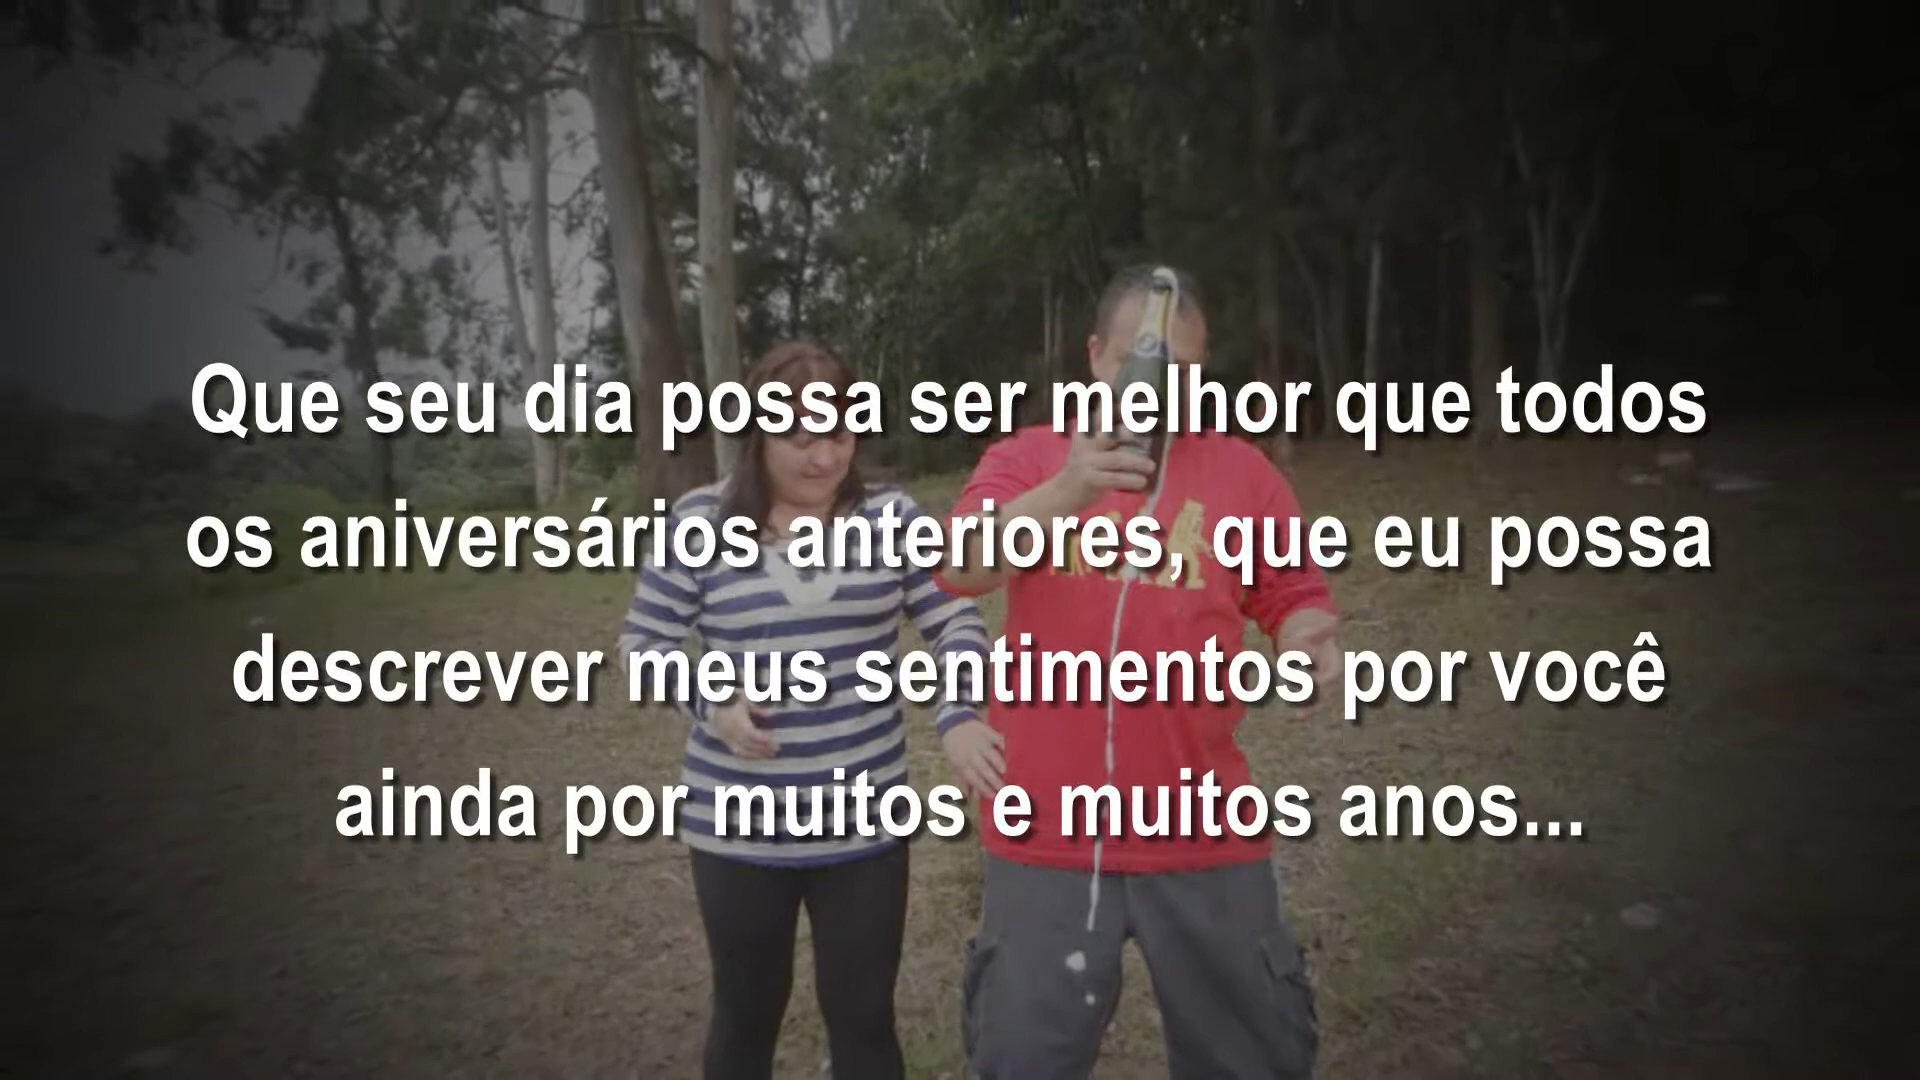 Que seu dia possa ser melhor que todos
os aniversários anteriores, que eu possa
descrever meus sentimentos por você
ainda por muitos e muitos anos...